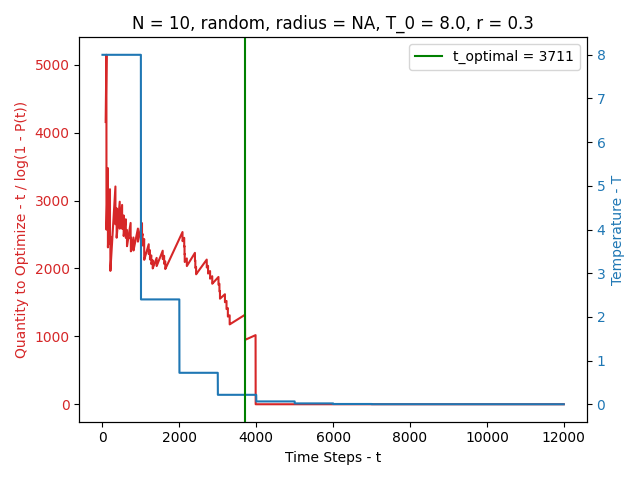 N = 10, random, radius = NA, T_0 = 8.0, r = 0.3
t_optimal = 3711
Quantity to Optimize - t / log(1 - P(t))
5000
4000
3000
2000
1000
0
8
7
6
5
4
3
2
1
0
Temperature - T
0 2000 4000 6000 8000 10000 12000
Time Steps - t